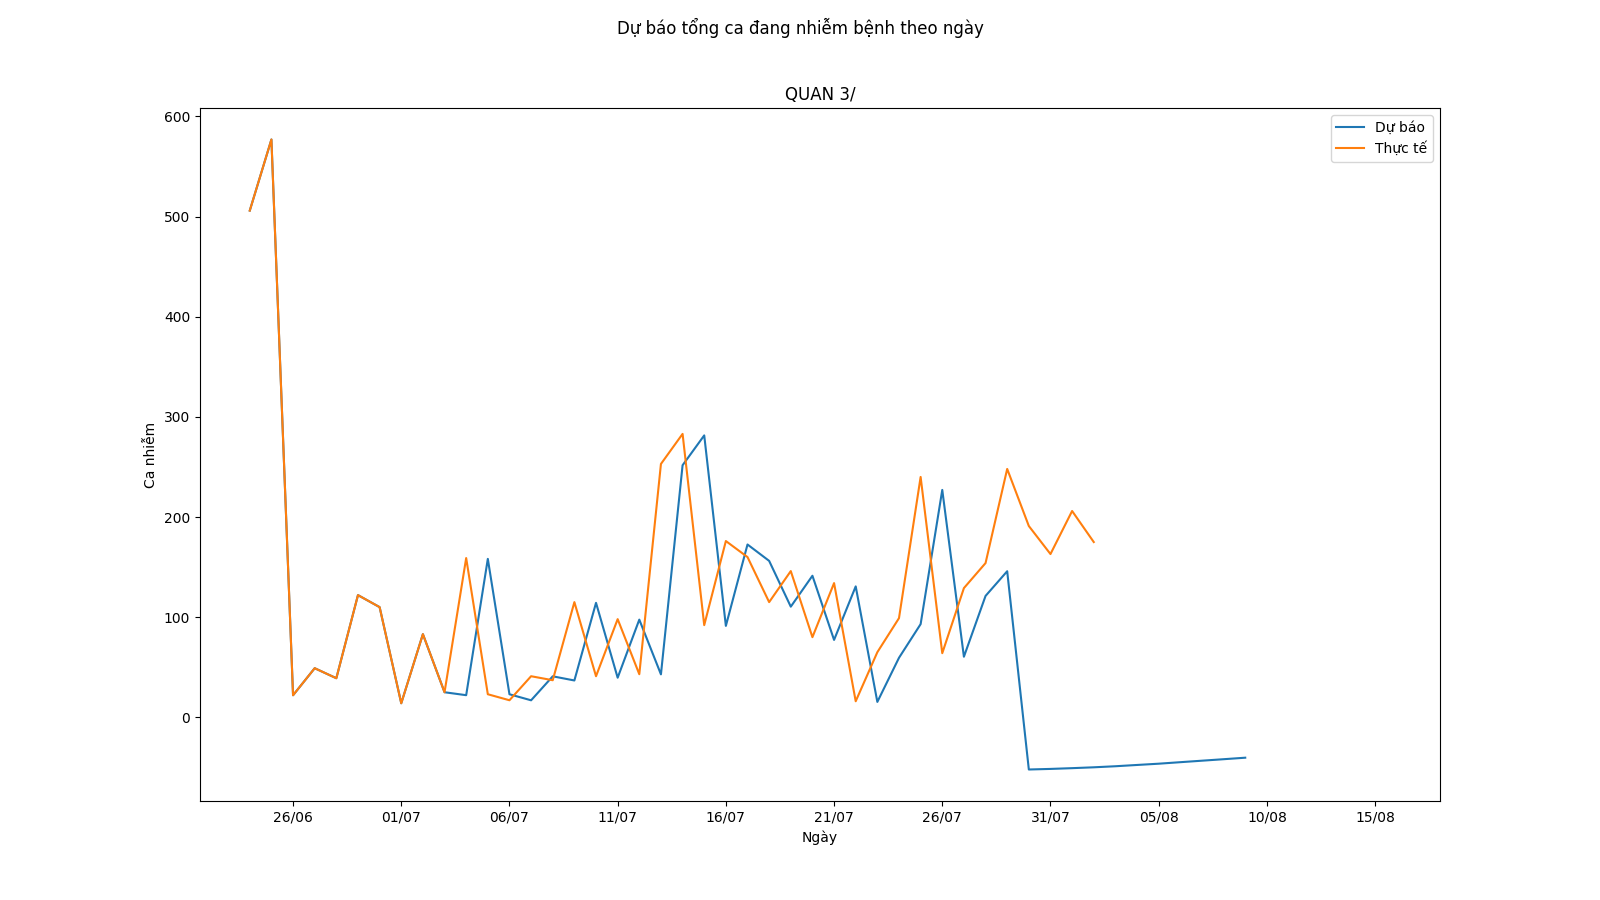 Dự báo tổng ca đang nhiễm bệnh theo ngày
QUAN 3/
Dự báo
Thực tế
600
500
400
300
200
100
0
Ca nhiễm
26/06 01/07 06/07 11/07 16/07 21/07 26/07 31/07 05/08 10/08 15/08
Ngày